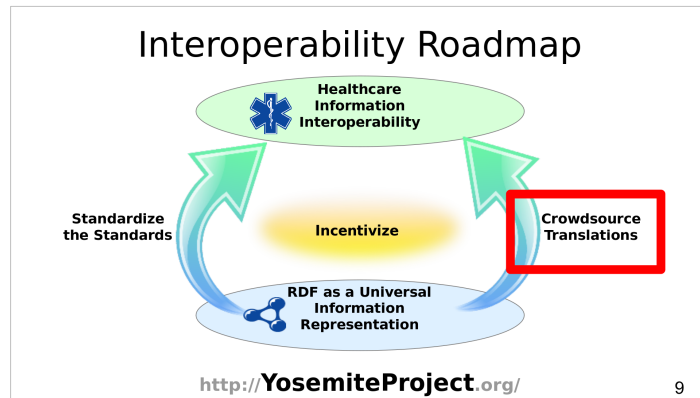 Interoperability Roadmap
Healthcare
Information
Interoperability
Standardize
the Standards
Incentivize
Crowdsource
Translations
RDF as a Universal
Information
Representation
http://YosemiteProject.org/
9